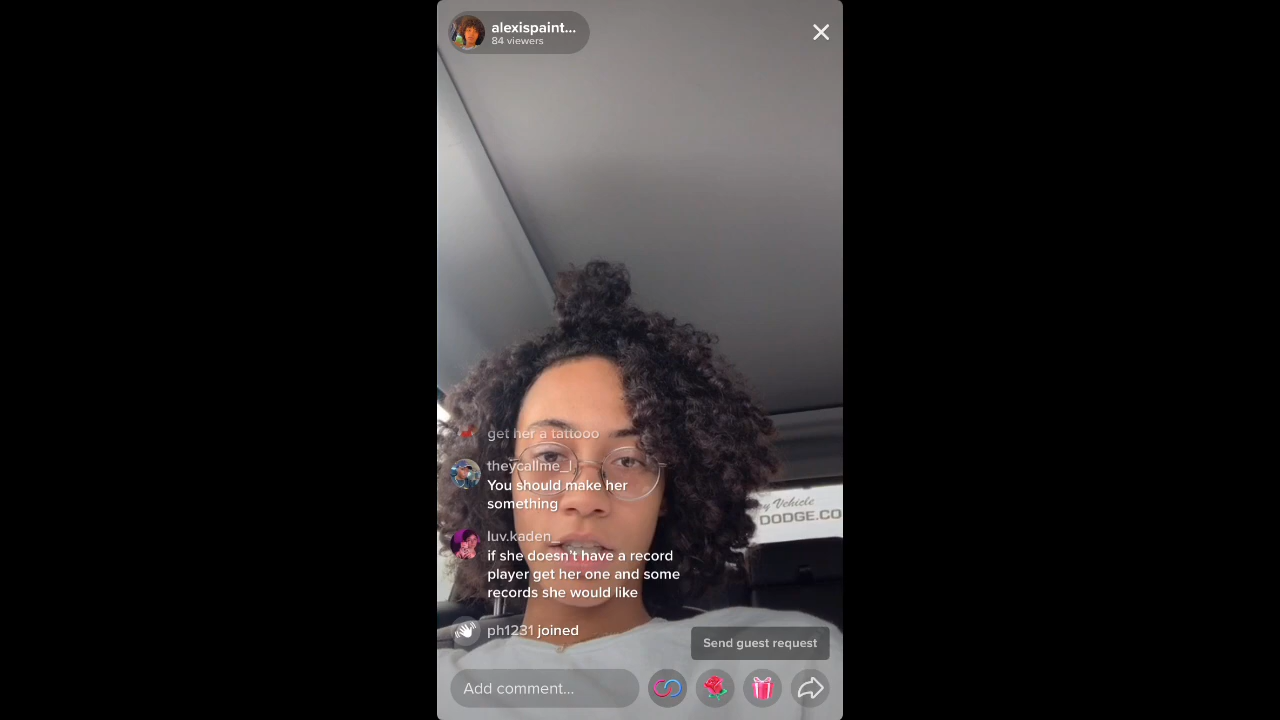 alexispaint...
84 viewers
get her a tattooo
theycallme_l
You should make her
something
luv.kaden_
if she doesn't have a record
player get her one and some
records she would like
ph1231 joined
Send guest request
Add comment...
Vehicle
DODGE.CO